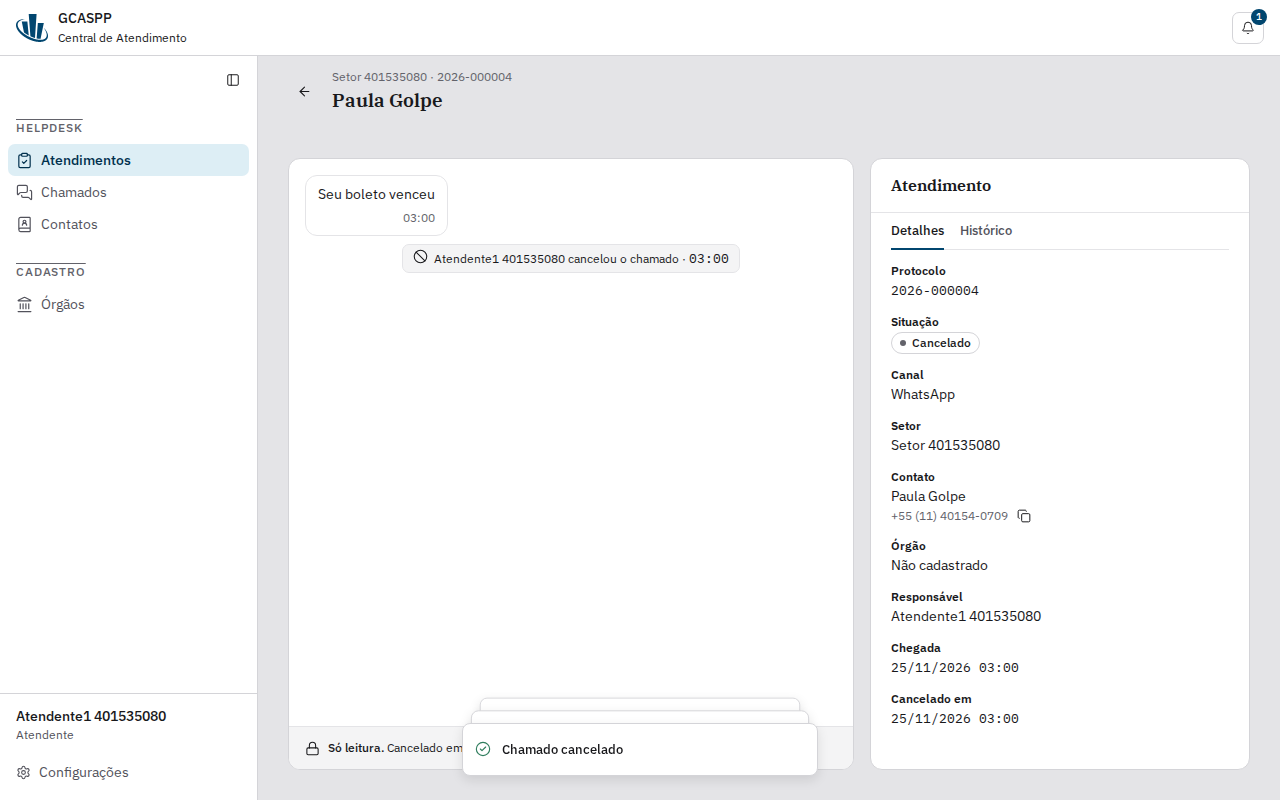 GCASPP
Central de Atendimento
1
HELPDESK
Atendimentos
Chamados
Contatos
CADASTRO
Órgãos
Atendente1 401535080
Atendente
Configurações
Setor 401535080 · 2026-000004
Paula Golpe
Seu boleto venceu
03:00
Atendente1 401535080 cancelou o chamado · 03:00
Só leitura. Cancelado em
Chamado cancelado
Atendimento
Detalhes Histórico
Protocolo
2026-000004
Situação
Cancelado
Canal
WhatsApp
Setor
Setor 401535080
Contato
Paula Golpe
+55 (11) 40154-0709
Órgão
Não cadastrado
Responsável
Atendente1 401535080
Chegada
25/11/2026 03:00
Cancelado em
25/11/2026 03:00